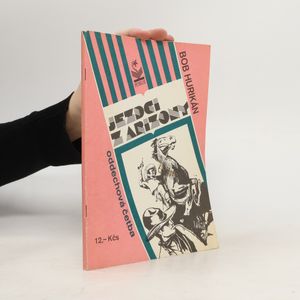 BOB HURIKÁN
JEZDCI
Z ARIZONY
oddechová četba
12,- Kčs